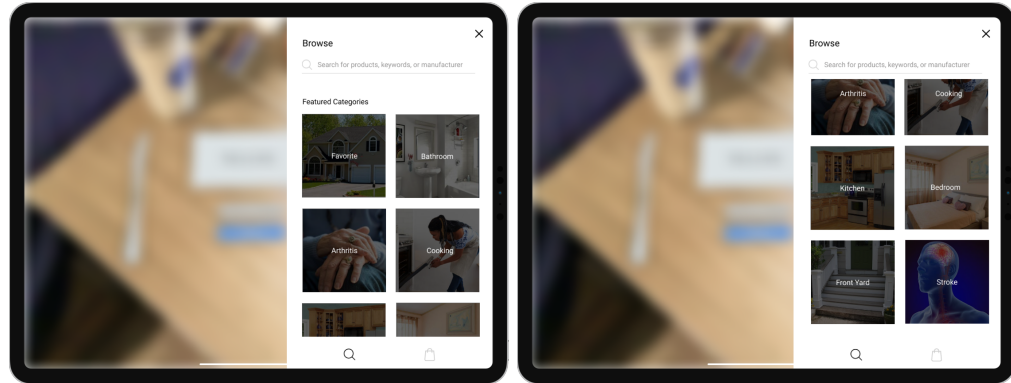 Browse
Search for products, keywords, or manufacturer
Featured Categories
Favorite
Bathroom
Arthritis
Cooking
Browse
Search for products, keywords, or manufacturer
Arthritis
Cooking
Kitchen
Bedroom
Front Yard
Stroke